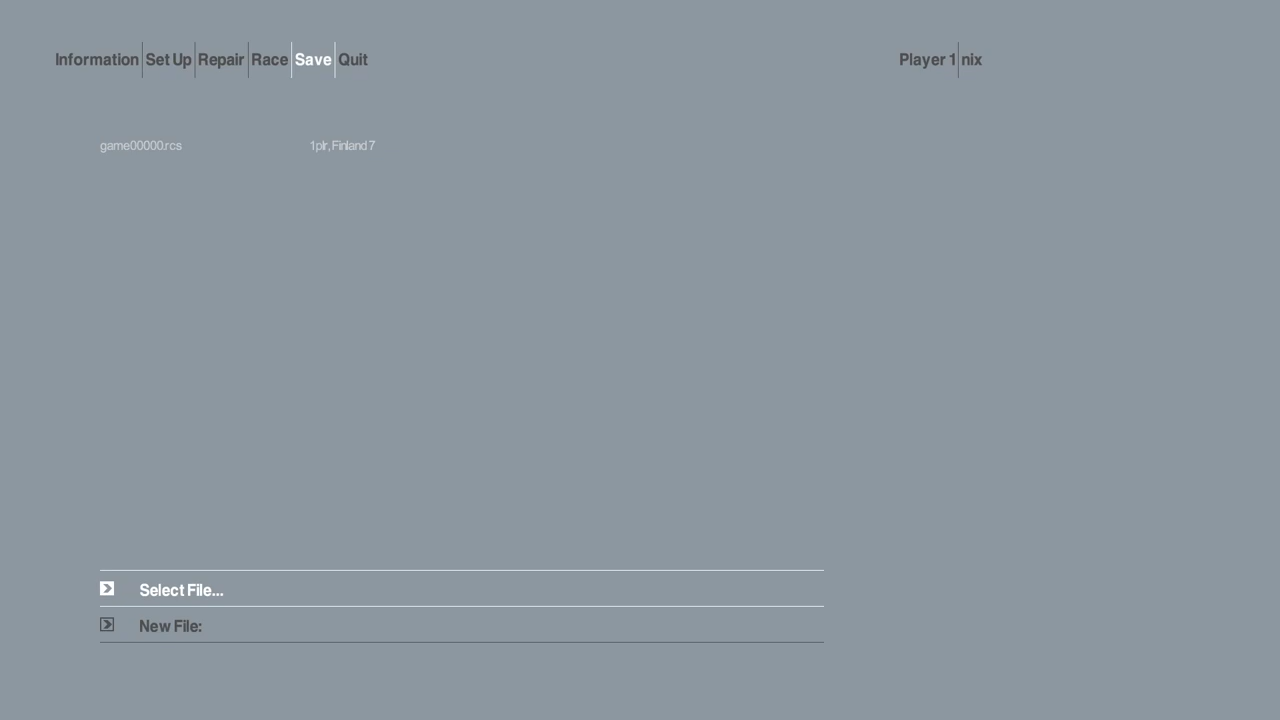 Information Set Up Repair Race Save Quit Player 1 nix
game00000.rcs 1plr, Finland 7
Select File...
New File: